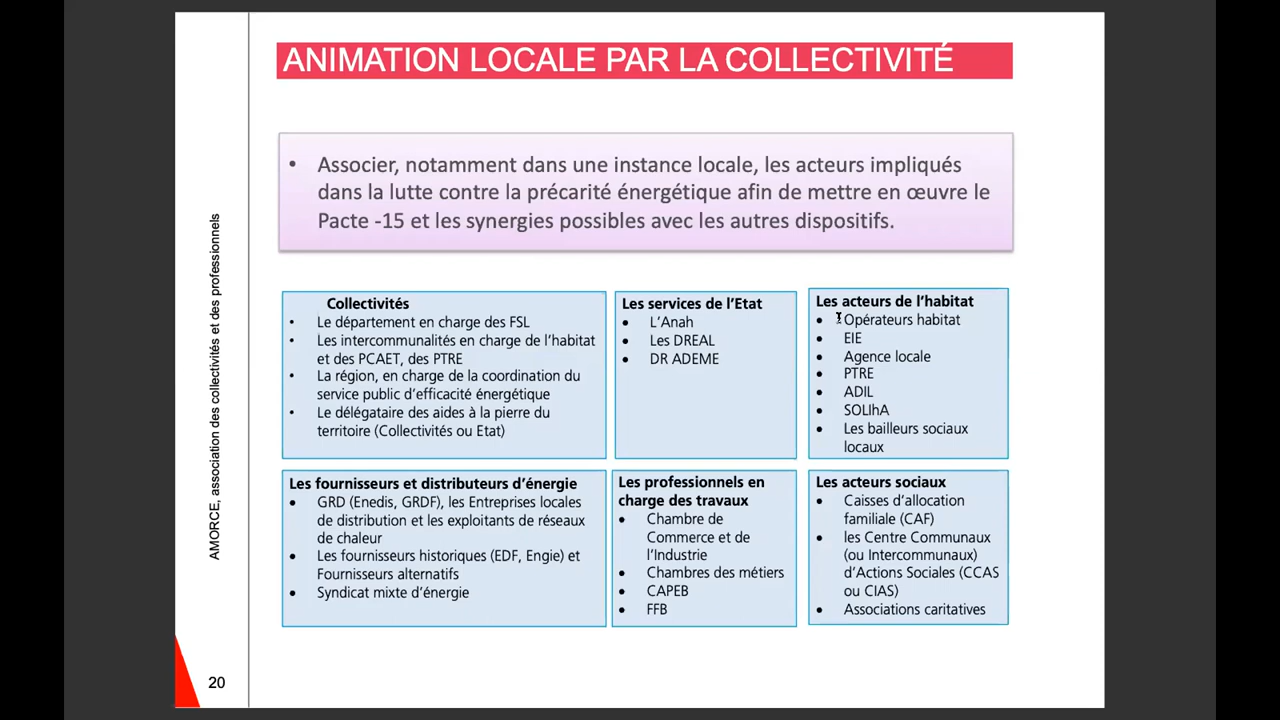 ANIMATION LOCALE PAR LA COLLECTIVITÉ
• Associer, notamment dans une instance locale, les acteurs impliqués
dans la lutte contre la précarité énergétique afin de mettre en œuvre le
Pacte -15 et les synergies possibles avec les autres dispositifs.
Collectivités
• Le département en charge des FSL
• Les intercommunalités en charge de l'habitat
et des PCAET, des PTRE
• La région, en charge de la coordination du
service public d'efficacité énergétique
• Le délégataire des aides à la pierre du
territoire (Collectivités ou Etat)
Les services de l'Etat
• L'Anah
• Les DREAL
• DR ADEME
Les acteurs de l'habitat
• Opérateurs habitat
• EIE
• Agence locale
• PTRE
• ADIL
• SOLIhA
• Les bailleurs sociaux
locaux
Les fournisseurs et distributeurs d'énergie
• GRD (Enedis, GRDF), les Entreprises locales
de distribution et les exploitants de réseaux
de chaleur
• Les fournisseurs historiques (EDF, Engie) et
Fournisseurs alternatifs
• Syndicat mixte d'énergie
Les professionnels en
charge des travaux
• Chambre de
Commerce et de
l'Industrie
• Chambres des métiers
• CAPEB
• FFB
Les acteurs sociaux
• Caisses d'allocation
familiale (CAF)
• les Centre Communaux
(ou Intercommunaux)
d'Actions Sociales (CCAS
ou CIAS)
• Associations caritatives
AMORCE, association des collectivités et des professionnels
20